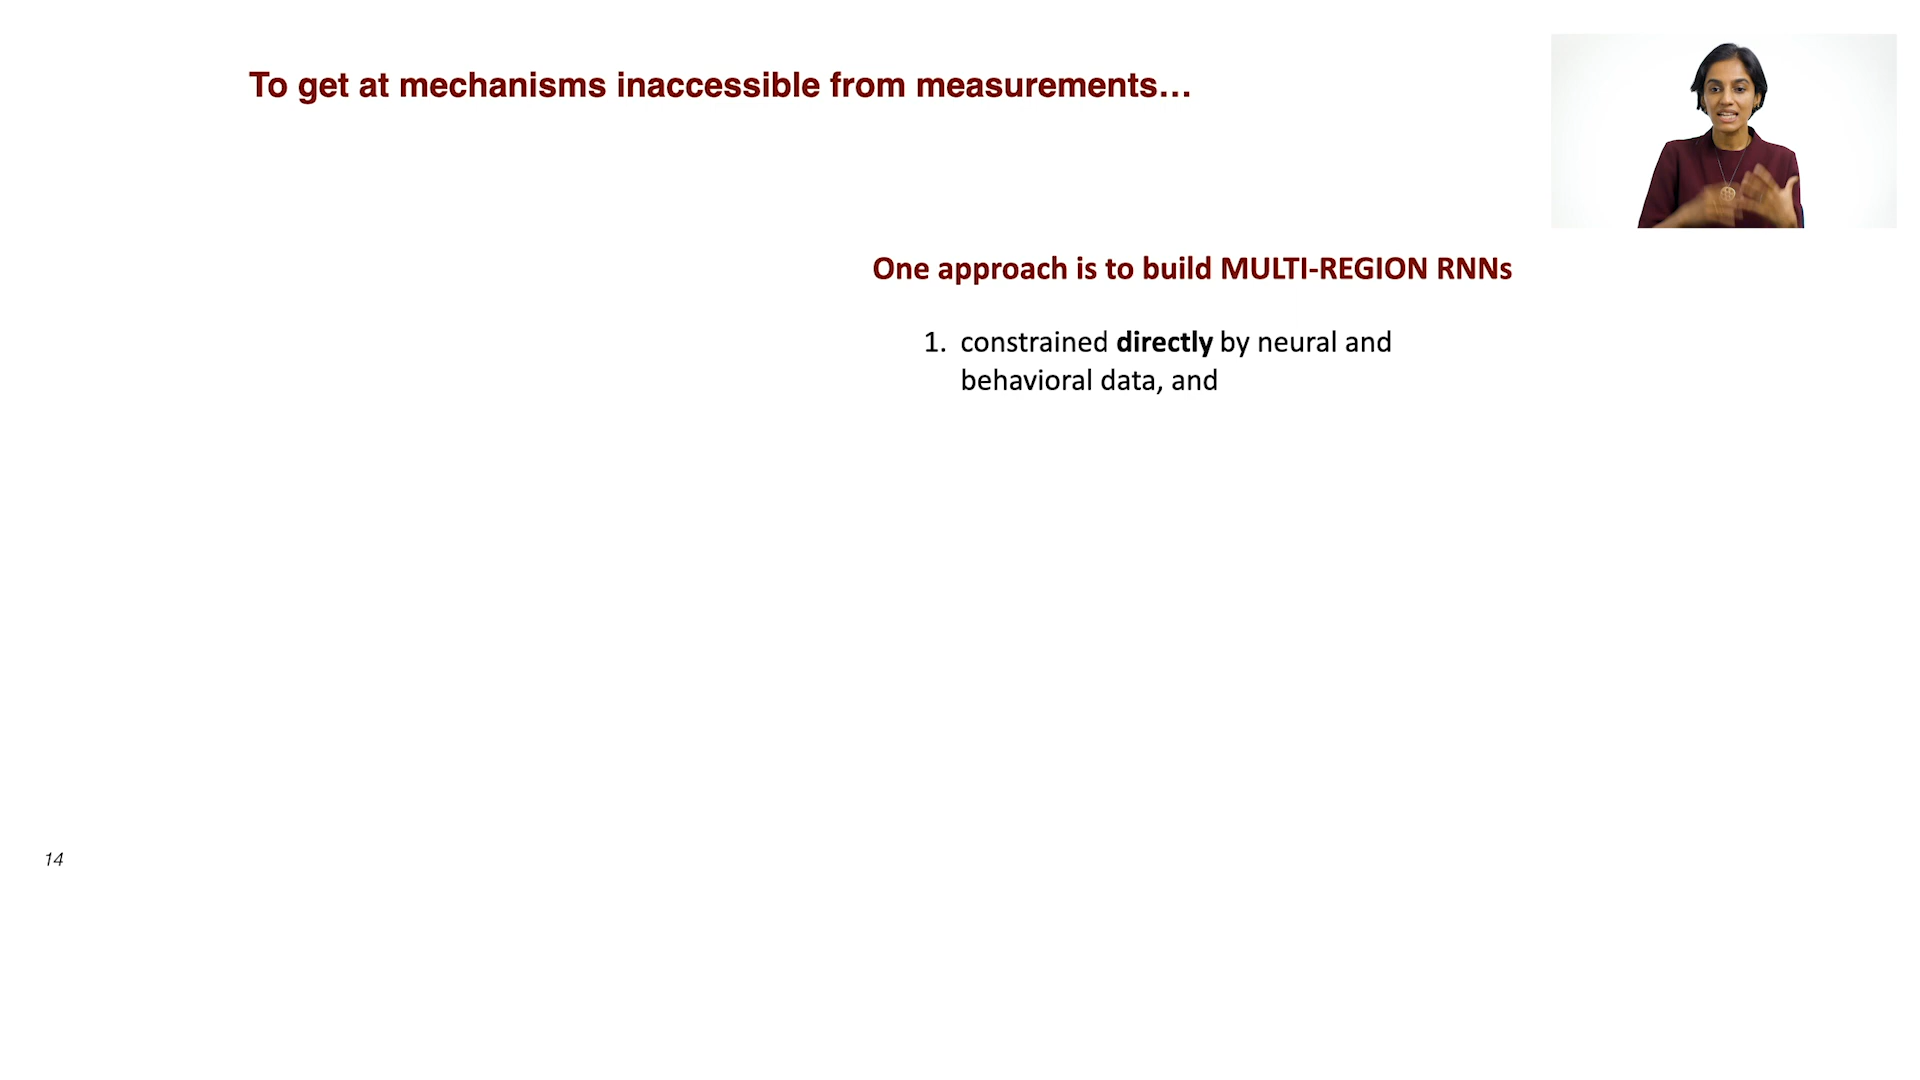 To get at mechanisms inaccessible from measurements…
One approach is to build MULTI-REGION RNNs
1. constrained directly by neural and
behavioral data, and
14